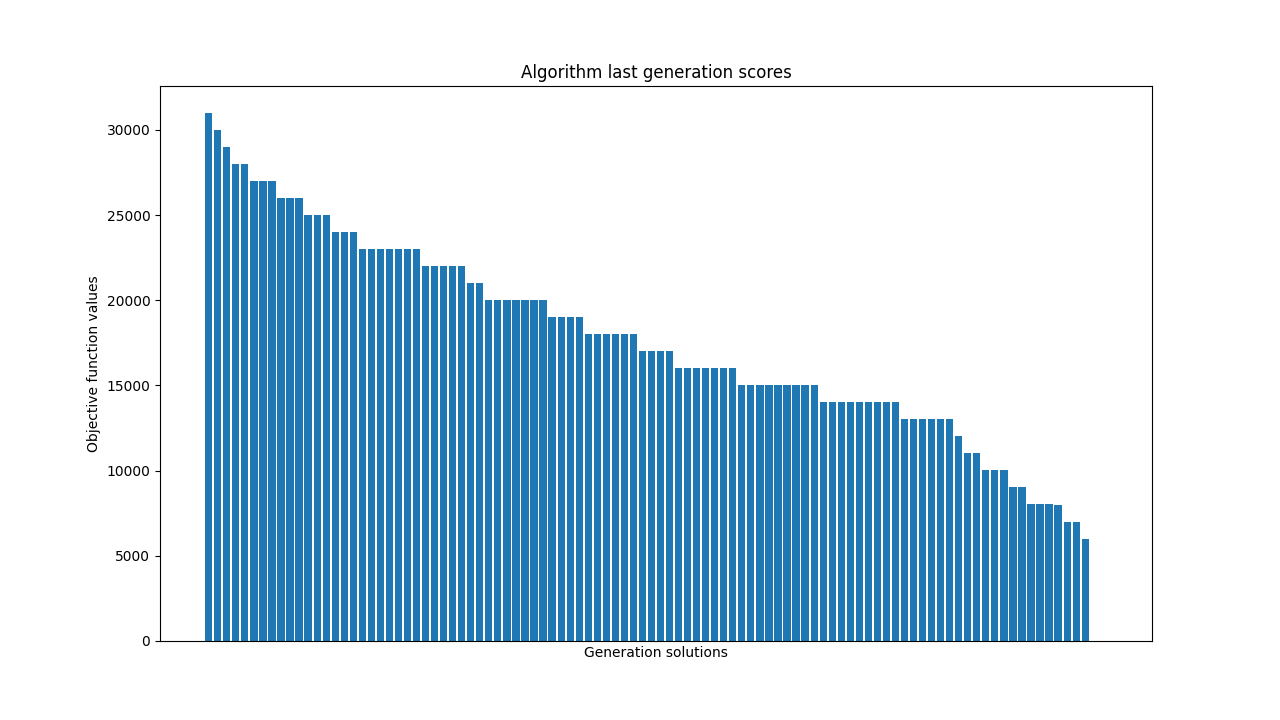 Algorithm last generation scores
30000
25000
20000
15000
10000
5000
0
Objective function values
Generation solutions